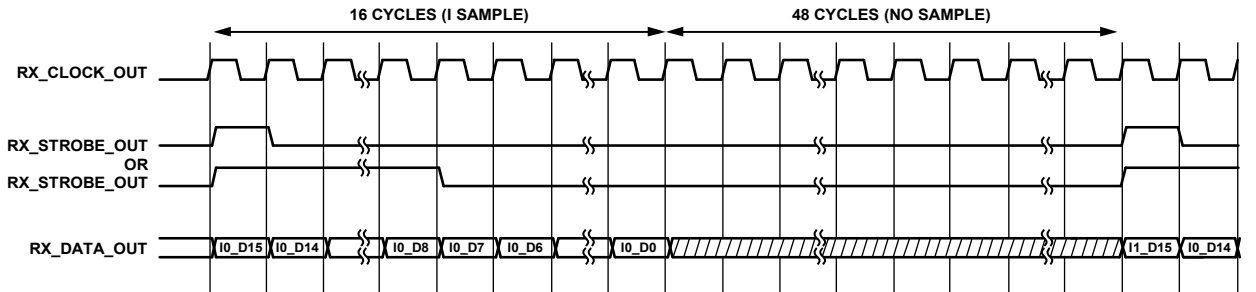 16 CYCLES (I SAMPLE)
48 CYCLES (NO SAMPLE)
RX_CLOCK_OUT
RX_STROBE_OUT
OR
RX_STROBE_OUT
RX_DATA_OUT
I0_D15
I0_D14
I0_D8
I0_D7
I0_D6
I0_D0
I1_D15
I0_D14